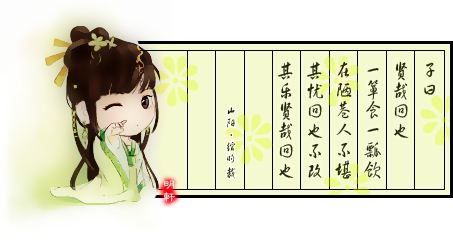 子曰
贤哉回也
一箪食一瓢饮
在陋巷人不堪
其忧回也不改
其乐贤哉回也